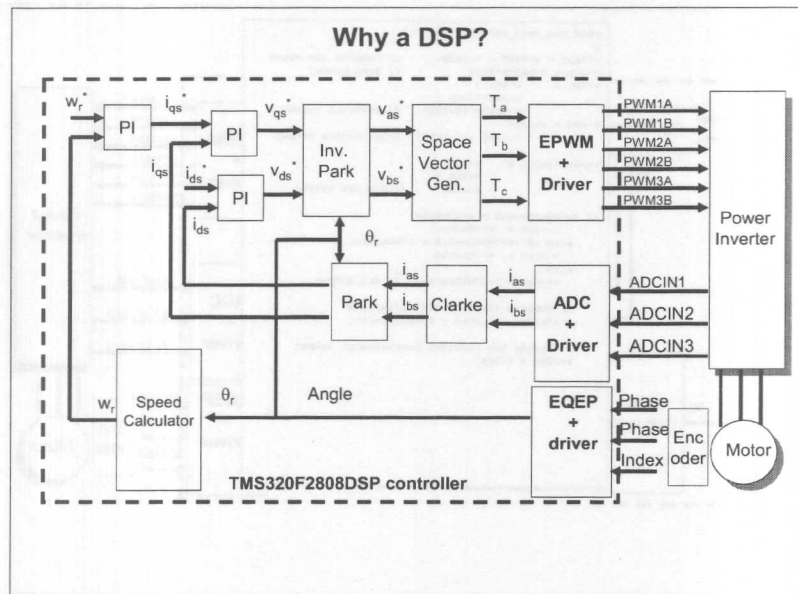 Why a DSP?
w_r*
PI
i_qs*
PI
v_qs*
Inv.
Park
v_as*
Space
Vector
Gen.
T_a
T_b
T_c
EPWM
+
Driver
PWM1A
PWM1B
PWM2A
PWM2B
PWM3A
PWM3B
Power
Inverter
i_qs
i_ds*
PI
v_ds*
v_bs*
i_ds
θ_r
Park
i_as
i_bs
Clarke
i_as
i_bs
ADC
+
Driver
ADCIN1
ADCIN2
ADCIN3
w_r
Speed
Calculator
θ_r
Angle
EQEP
+
driver
Phase
Phase
Index
Enc
oder
Motor
TMS320F2808DSP controller